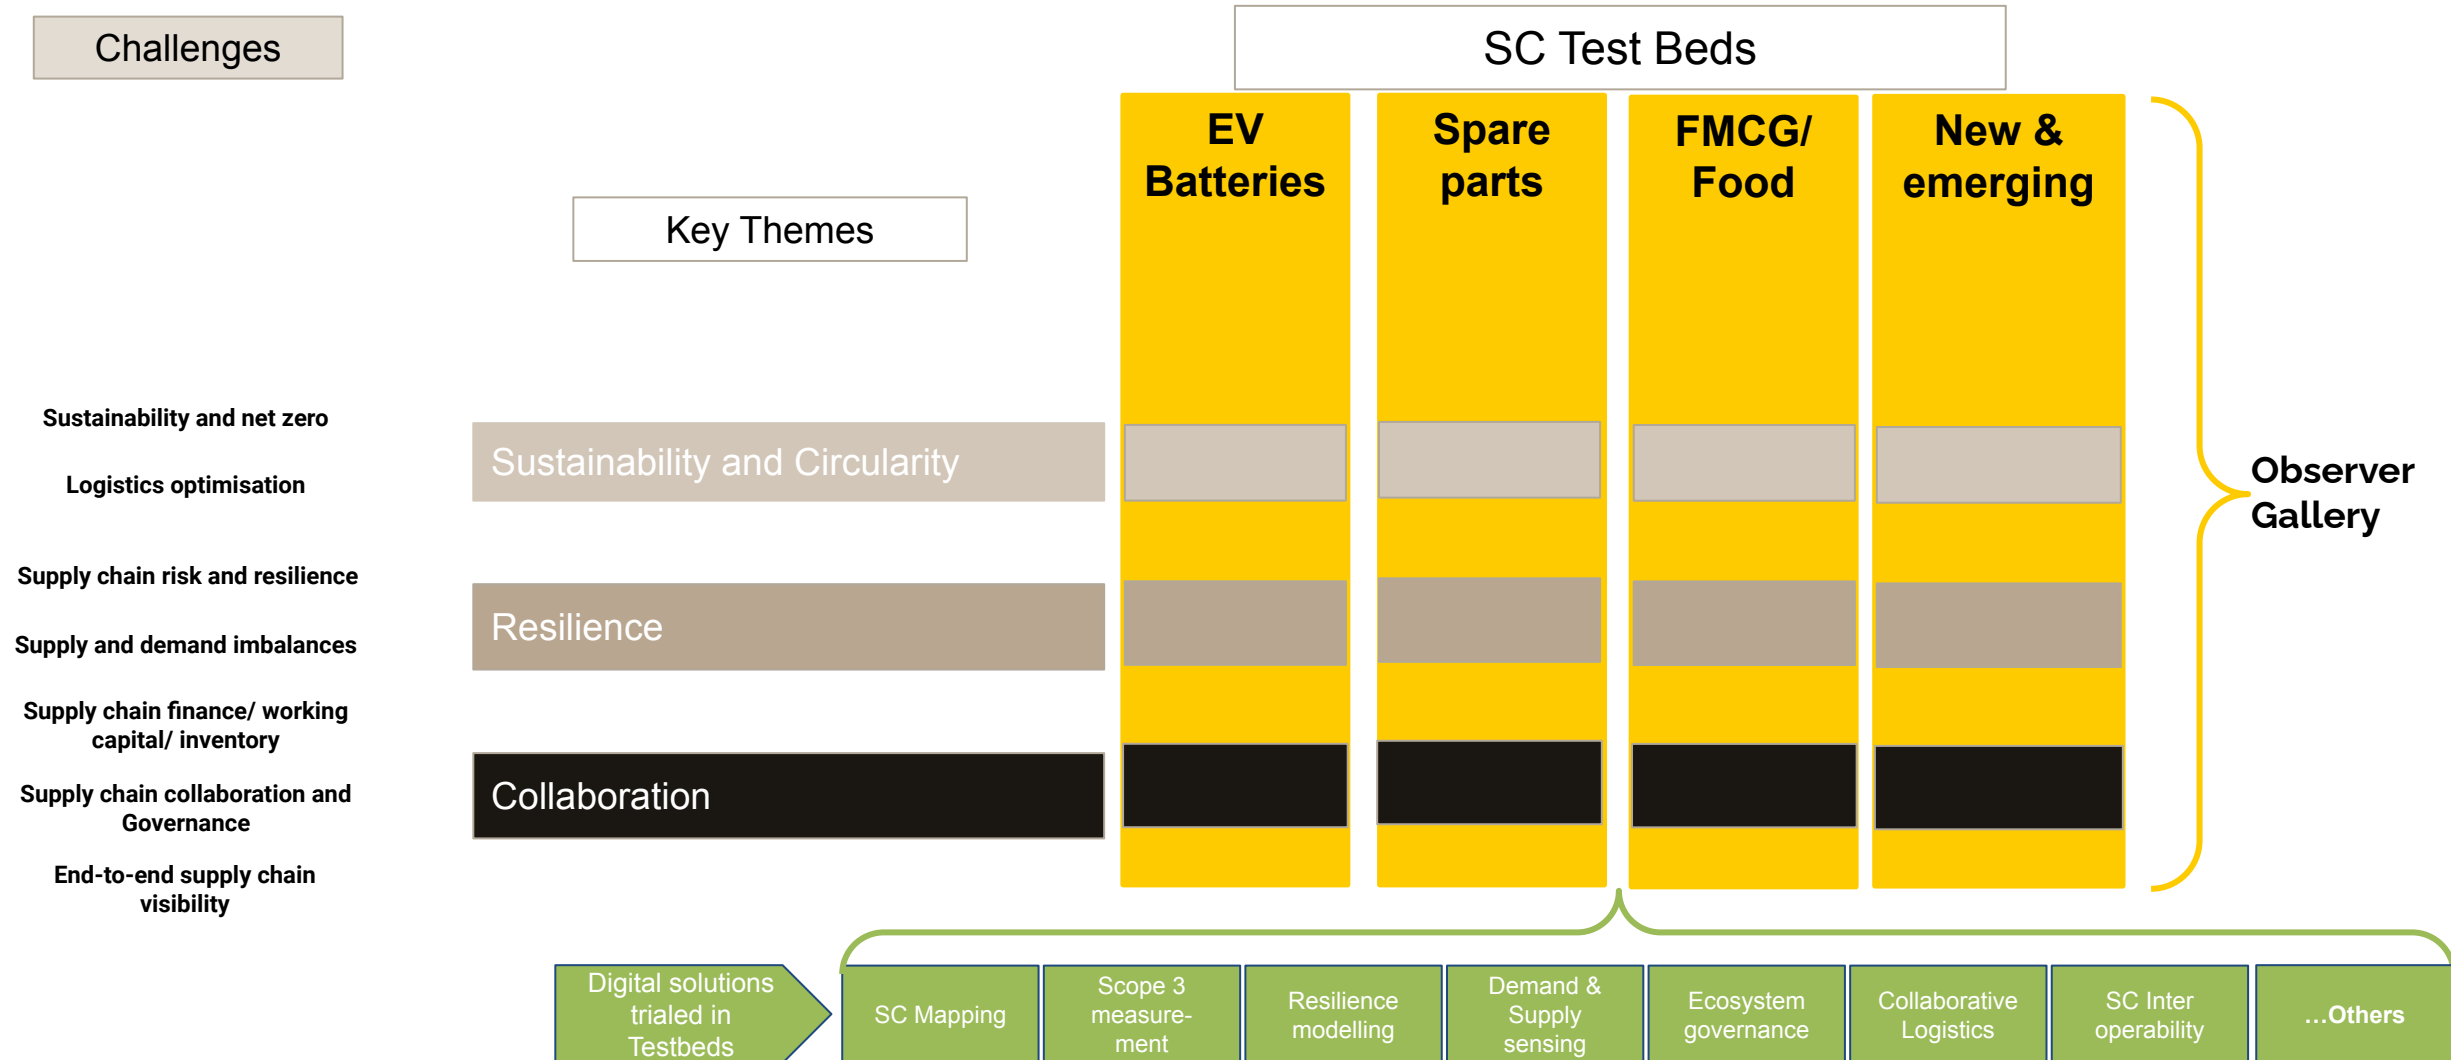 Challenges
SC Test Beds
EV
Batteries
Spare
parts
FMCG/
Food
New &
emerging
Key Themes
Sustainability and net zero
Logistics optimisation
Supply chain risk and resilience
Supply and demand imbalances
Supply chain finance/ working
capital/ inventory
Supply chain collaboration and
Governance
End-to-end supply chain
visibility
Sustainability and Circularity
Resilience
Collaboration
Observer
Gallery
Digital solutions
trialed in
Testbeds
SC Mapping
Scope 3
measure-
ment
Resilience
modelling
Demand &
Supply
sensing
Ecosystem
governance
Collaborative
Logistics
SC Inter
operability
...Others